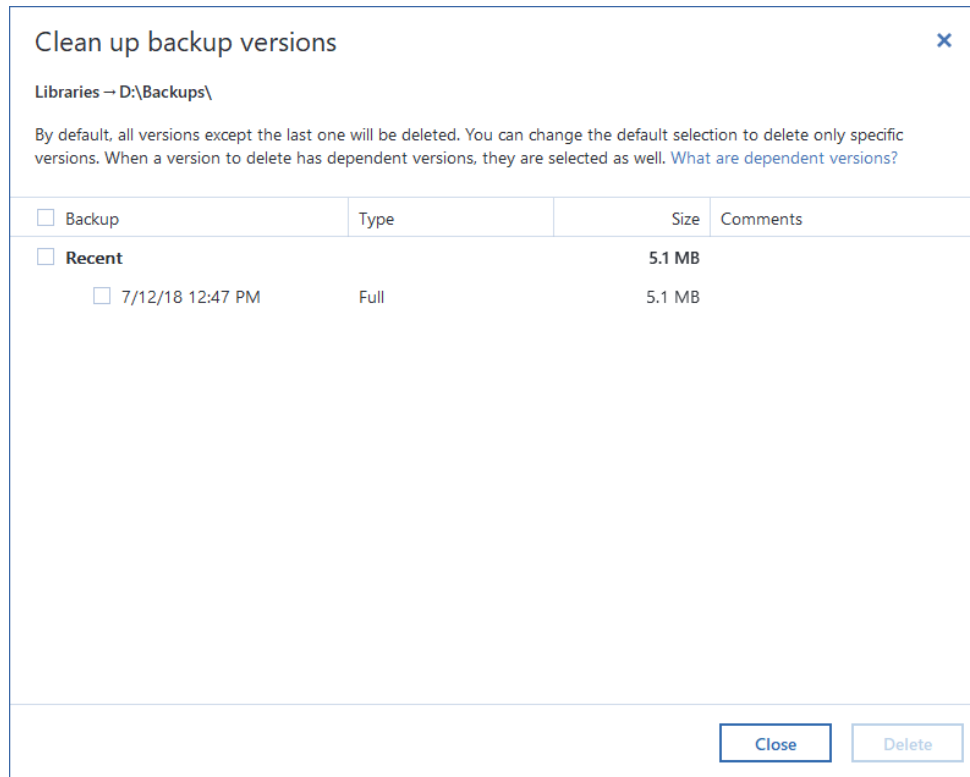 Clean up backup versions
Libraries → D:\Backups\
By default, all versions except the last one will be deleted. You can change the default selection to delete only specific
versions. When a version to delete has dependent versions, they are selected as well. What are dependent versions?
Backup Type Size Comments
Recent 5.1 MB
7/12/18 12:47 PM Full 5.1 MB
Close Delete